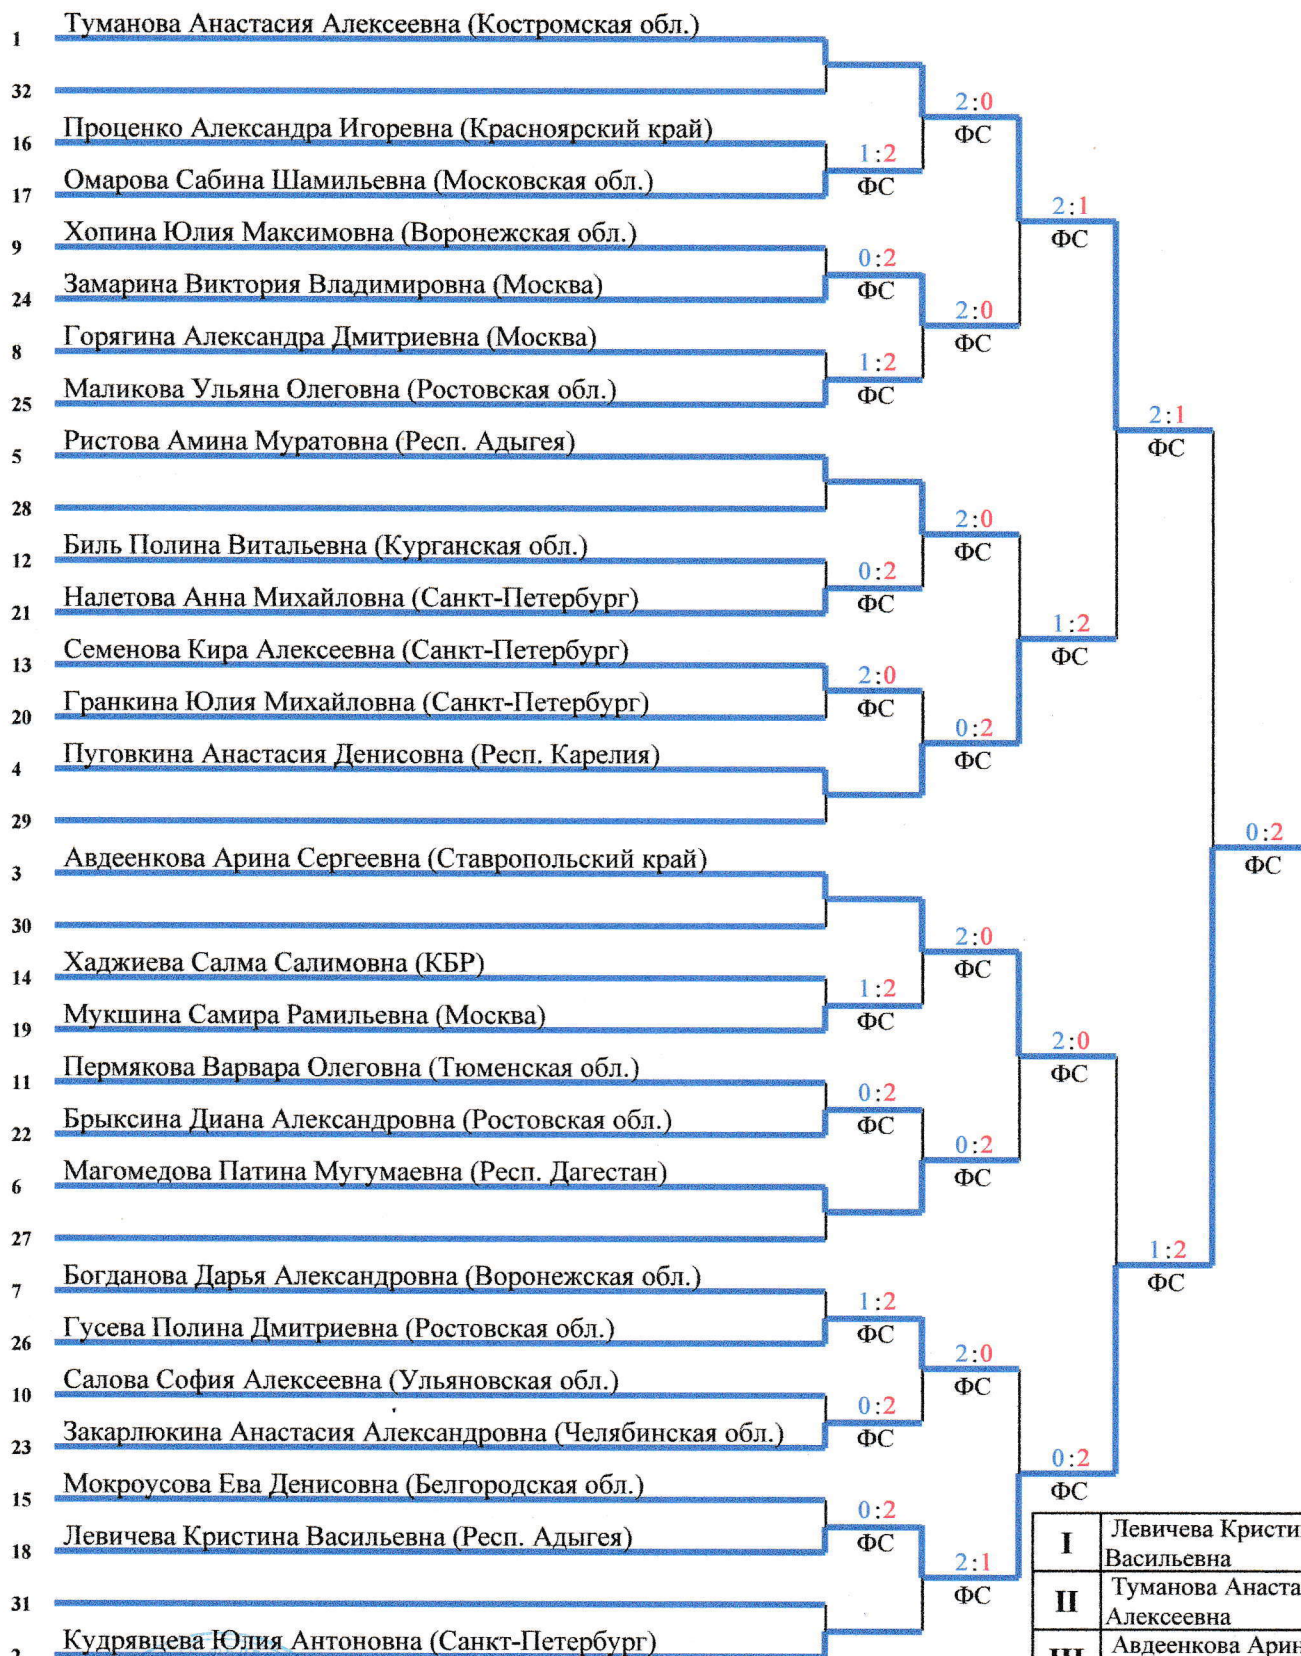 Туманова Анастасия Алексеевна (Костромская обл.)
1
32
2:0
ФС
Проценко Александра Игоревна (Красноярский край)
16
1:2
ФС
Омарова Сабина Шамильевна (Московская обл.)
17
2:1
ФС
Хопина Юлия Максимовна (Воронежская обл.)
9
0:2
ФС
Замарина Виктория Владимировна (Москва)
24
2:0
ФС
Горягина Александра Дмитриевна (Москва)
8
1:2
ФС
Маликова Ульяна Олеговна (Ростовская обл.)
25
2:1
ФС
Ристова Амина Муратовна (Респ. Адыгея)
5
28
2:0
ФС
Биль Полина Витальевна (Курганская обл.)
12
0:2
ФС
Налетова Анна Михайловна (Санкт-Петербург)
21
1:2
ФС
Семенова Кира Алексеевна (Санкт-Петербург)
13
2:0
ФС
Гранкина Юлия Михайловна (Санкт-Петербург)
20
0:2
ФС
Пуговкина Анастасия Денисовна (Респ. Карелия)
4
29
0:2
ФС
Авдеенкова Арина Сергеевна (Ставропольский край)
3
30
2:0
ФС
Хаджиева Салма Салимовна (КБР)
14
1:2
ФС
Мукшина Самира Рамильевна (Москва)
19
2:0
ФС
Пермякова Варвара Олеговна (Тюменская обл.)
11
0:2
ФС
Брыксина Диана Александровна (Ростовская обл.)
22
0:2
ФС
Магомедова Патина Мугумаевна (Респ. Дагестан)
6
27
1:2
ФС
Богданова Дарья Александровна (Воронежская обл.)
7
1:2
ФС
Гусева Полина Дмитриевна (Ростовская обл.)
26
2:0
ФС
Салова София Алексеевна (Ульяновская обл.)
10
0:2
ФС
Закарлюкина Анастасия Александровна (Челябинская обл.)
23
0:2
ФС
Мокроусова Ева Денисовна (Белгородская обл.)
15
0:2
ФС
Левичева Кристина Васильевна (Респ. Адыгея)
18
2:1
ФС
31
Кудрявцева Юлия Антоновна (Санкт-Петербург)
2
I
Левичева Кристи
Васильевна
II
Туманова Анаста
Алексеевна
III
Авдеенкова Арин